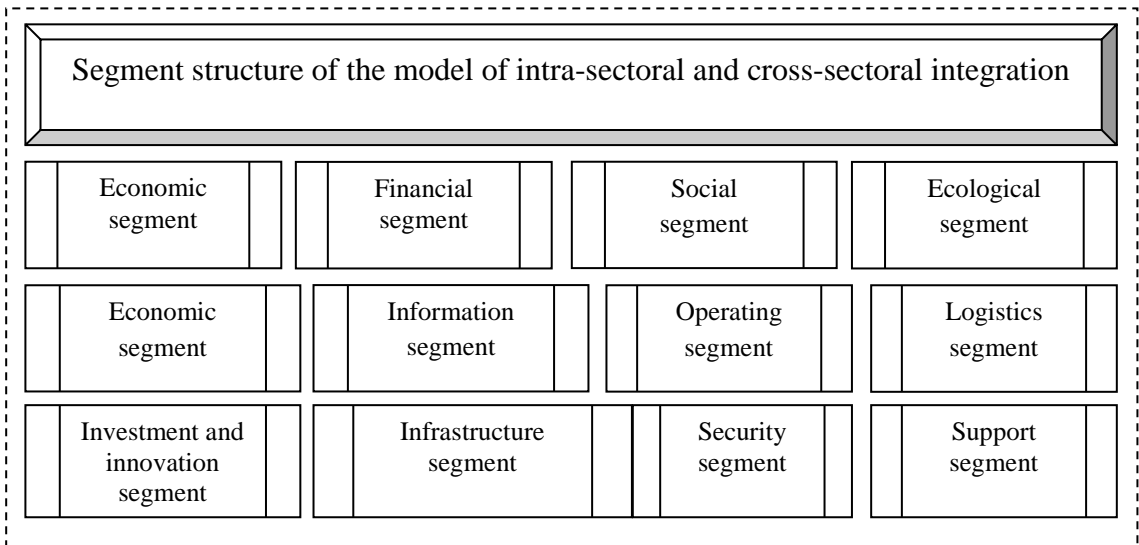 Segment structure of the model of intra-sectoral and cross-sectoral integration
Economic
segment
Financial
segment
Social
segment
Ecological
segment
Economic
segment
Information
segment
Operating
segment
Logistics
segment
Investment and
innovation
segment
Infrastructure
segment
Security
segment
Support
segment